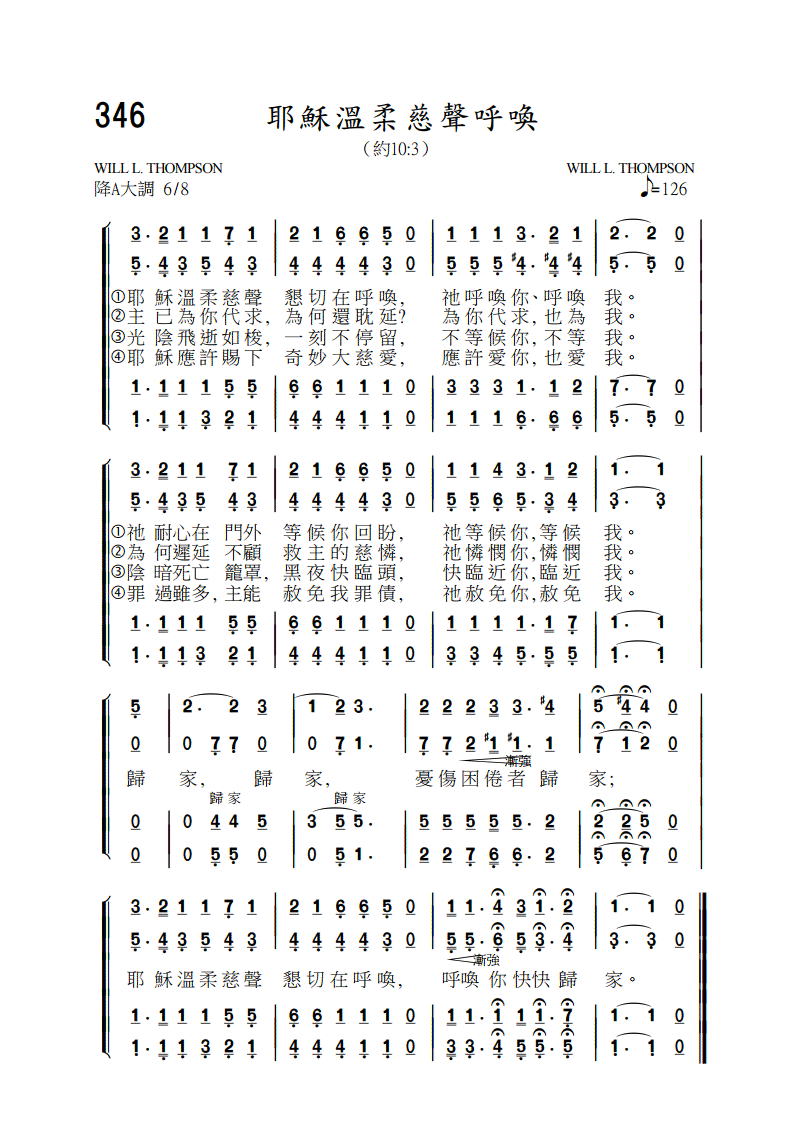 346 耶穌溫柔慈聲呼喚
（約10:3）
WILL L. THOMPSON WILL L. THOMPSON
降A大調 6/8 ♪=126
3· 2 1 1 7 1 | 2 1 6 6 5 0 | 1 1 1 3· 2 1 | 2· 2 0
5· 4 3 5 4 3 | 4 4 4 4 3 0 | 5 5 5 #4· #4 #4 | 5· 5 0
①耶 穌溫柔慈聲 懇切在呼喚, 祂呼喚你、呼喚 我。
②主 已為你代求, 為何還耽延? 為你代求,也為 我。
③光 陰飛逝如梭, 一刻不停留, 不等候你,不等 我。
④耶 穌應許賜下 奇妙大慈愛, 應許愛你,也愛 我。
1· 1 1 1 5 5 | 6 6 1 1 1 0 | 3 3 3 1· 1 2 | 7· 7 0
1· 1 1 3 2 1 | 4 4 4 1 1 0 | 1 1 1 6· 6 6 | 5· 5 0
3· 2 1 1 7 1 | 2 1 6 6 5 0 | 1 1 4 3· 1 2 | 1· 1
5· 4 3 5 4 3 | 4 4 4 4 3 0 | 5 5 6 5· 3 4 | 3· 3
①祂 耐心在 門外 等候你回盼, 祂等候你,等候 我。
②為 何遲延 不顧 救主的慈憐, 祂憐憫你,憐憫 我。
③陰 暗死亡 籠罩, 黑夜快臨頭, 快臨近你,臨近 我。
④罪 過雖多, 主能 赦免我罪債, 祂赦免你,赦免 我。
1· 1 1 1 5 5 | 6 6 1 1 1 0 | 1 1 1 1· 1 7 | 1· 1
1· 1 1 3 2 1 | 4 4 4 1 1 0 | 3 3 4 5· 5 5 | 1· 1
5 | 2· 2 3 | 1 2 3· | 2 2 2 3 3· #4 | 5 #4 4 0
0 | 0 7 7 0 | 0 7 1· | 7 7 2 #1 #1· 1 | 7 1 2 0
漸強
歸 家, 歸 家, 憂傷困倦者 歸 家;
歸 家 歸 家
0 | 0 4 4 5 | 3 5 5· | 5 5 5 5 5· 2 | 2 2 5 0
0 | 0 5 5 0 | 0 5 1· | 2 2 7 6 6· 2 | 5 6 7 0
3· 2 1 1 7 1 | 2 1 6 6 5 0 | 1 1· 4 3 1· 2 | 1· 1 0
5· 4 3 5 4 3 | 4 4 4 4 3 0 | 5 5· 6 5 3· 4 | 3· 3 0
漸強
耶 穌溫柔慈聲 懇切在呼喚, 呼喚 你快快 歸 家。
1· 1 1 1 5 5 | 6 6 1 1 1 0 | 1 1· 1 1 1· 7 | 1· 1 0
1· 1 1 3 2 1 | 4 4 4 1 1 0 | 3 3· 4 5 5· 5 | 1· 1 0